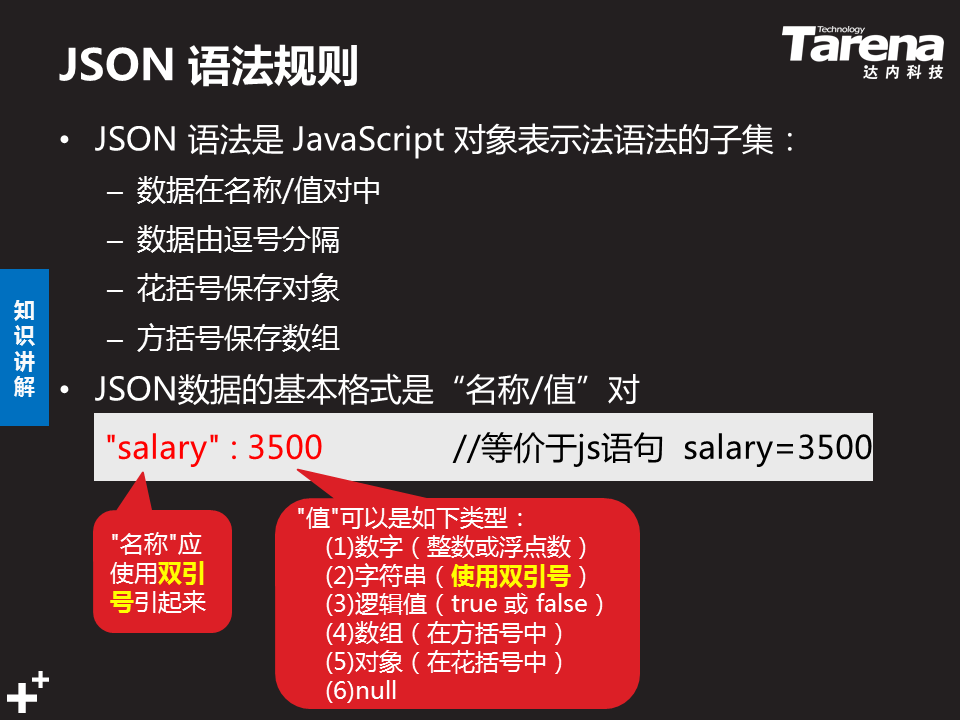 JSON 语法规则
Technology
Tarena
达内科技
• JSON 语法是 JavaScript 对象表示法语法的子集：
– 数据在名称/值对中
– 数据由逗号分隔
– 花括号保存对象
– 方括号保存数组
知识讲解
• JSON数据的基本格式是“名称/值”对
"salary" : 3500 //等价于js语句 salary=3500
"名称"应
使用双引
号引起来
"值"可以是如下类型：
(1)数字（整数或浮点数）
(2)字符串（使用双引号）
(3)逻辑值（true 或 false）
(4)数组（在方括号中）
(5)对象（在花括号中）
(6)null